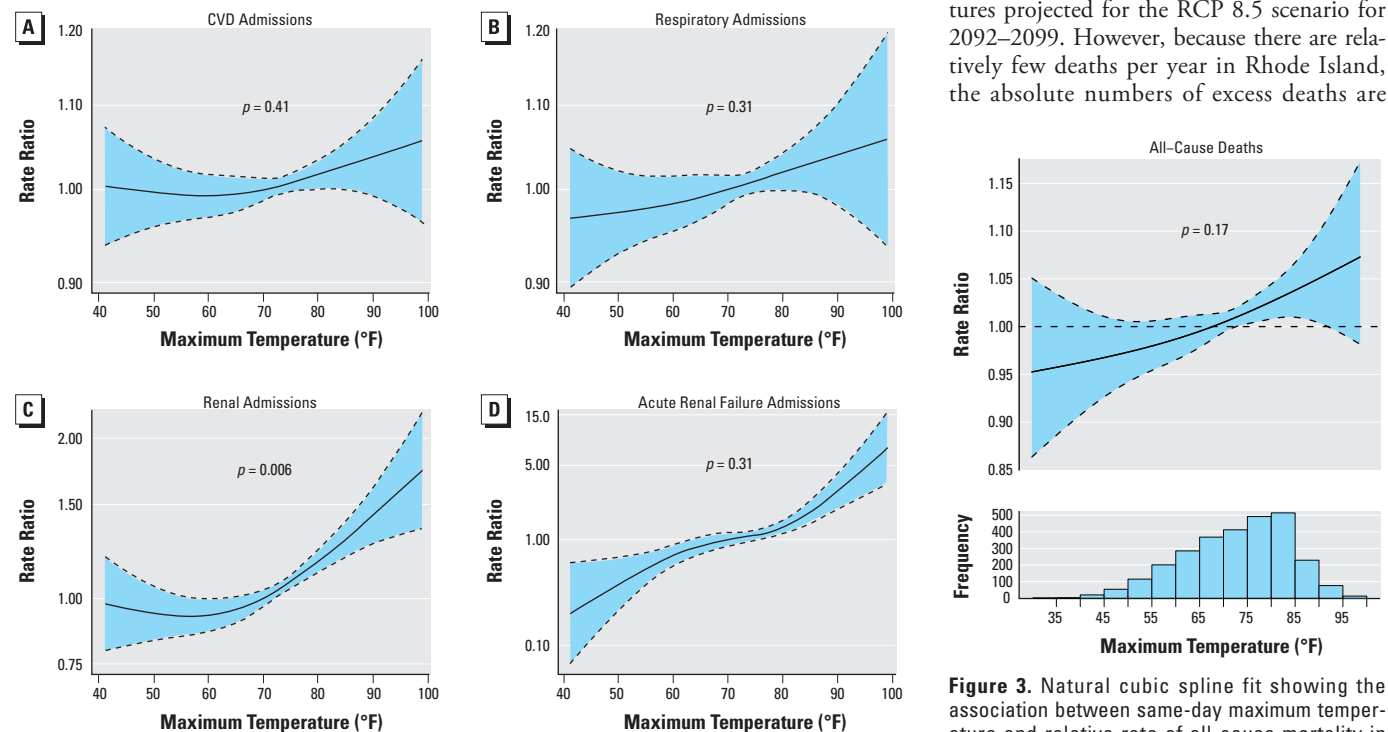 A
CVD Admissions
1.20
1.10
1.00
0.90
Rate Ratio
p = 0.41
40 50 60 70 80 90 100
Maximum Temperature (°F)
B
Respiratory Admissions
1.20
1.10
1.00
0.90
Rate Ratio
p = 0.31
40 50 60 70 80 90 100
Maximum Temperature (°F)
C
Renal Admissions
2.00
1.50
1.00
0.75
Rate Ratio
p = 0.006
40 50 60 70 80 90 100
Maximum Temperature (°F)
D
Acute Renal Failure Admissions
15.0
5.00
1.00
0.10
Rate Ratio
p = 0.31
40 50 60 70 80 90 100
Maximum Temperature (°F)
tures projected for the RCP 8.5 scenario for
2092–2099. However, because there are rela-
tively few deaths per year in Rhode Island,
the absolute numbers of excess deaths are
All–Cause Deaths
1.15
1.10
1.05
1.00
0.95
0.90
0.85
Rate Ratio
p = 0.17
500
400
300
200
100
0
Frequency
35 45 55 65 75 85 95
Maximum Temperature (°F)
Figure 3. Natural cubic spline fit showing the
association between same-day maximum temper-
ature and relative rate of all-cause mortality in